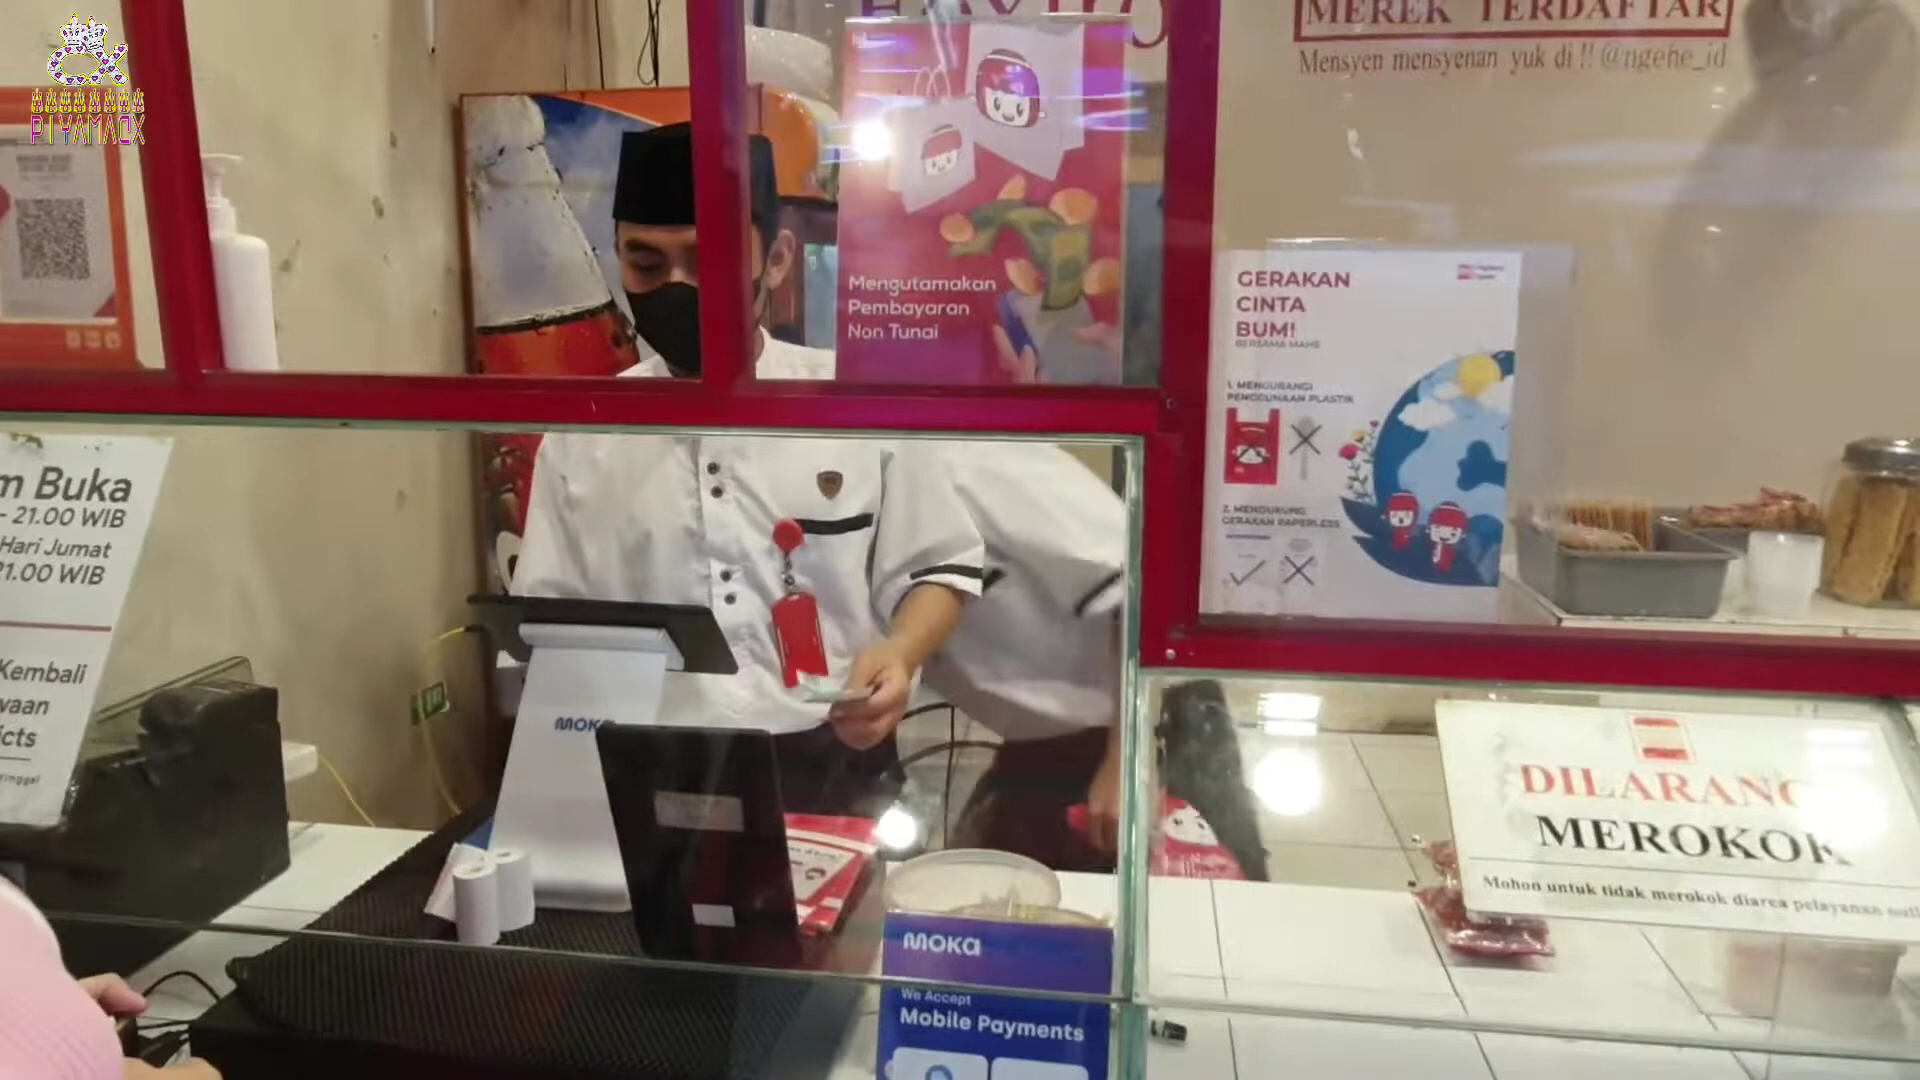 PIYAMACX
MEREK TERDAFTAR
Mensyen mensyenan yuk di !! @ngehe_id
Mengutamakan
Pembayaran
Non Tunai
GERAKAN
CINTA
BUMI
BERSAMA MAHE
1. MENGURANGI
PENGGUNAAN PLASTIK
2. MENDUKUNG
GERAKAN PAPERLESS
m Buka
- 21.00 WIB
Hari Jumat
21.00 WIB
Kembali
MOKA
DILARANG
MEROKOK
Mohon untuk tidak merokok diarea pelayanan
MOKA
We Accept
Mobile Payments